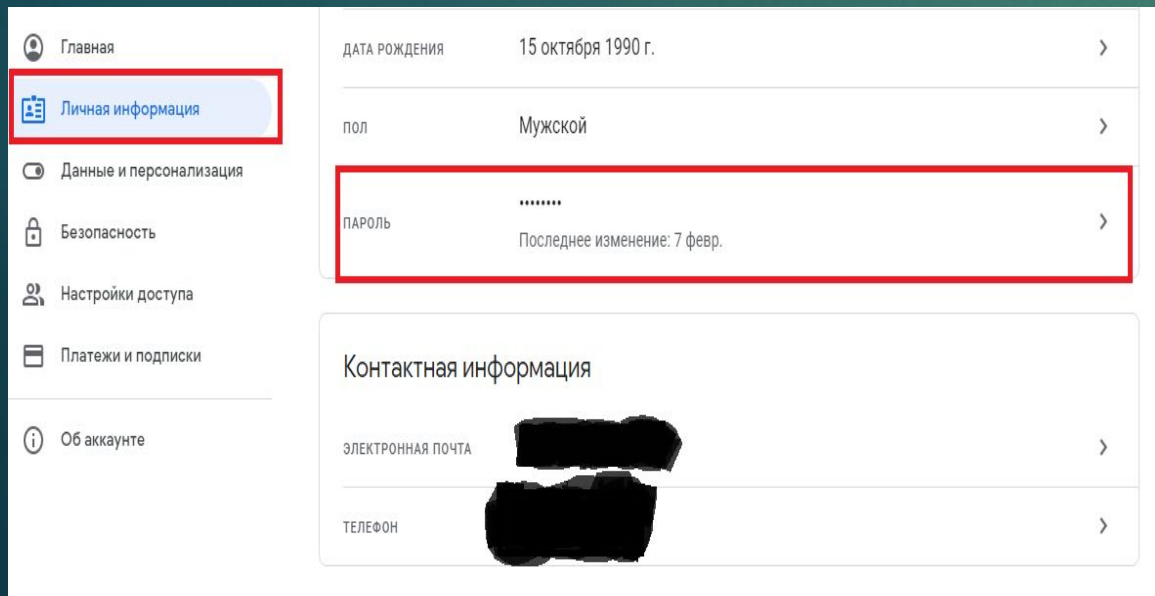 Главная
Личная информация
Данные и персонализация
Безопасность
Настройки доступа
Платежи и подписки
Об аккаунте
ДАТА РОЖДЕНИЯ 15 октября 1990 г.
ПОЛ Мужской
ПАРОЛЬ ........
Последнее изменение: 7 февр.
Контактная информация
ЭЛЕКТРОННАЯ ПОЧТА
ТЕЛЕФОН